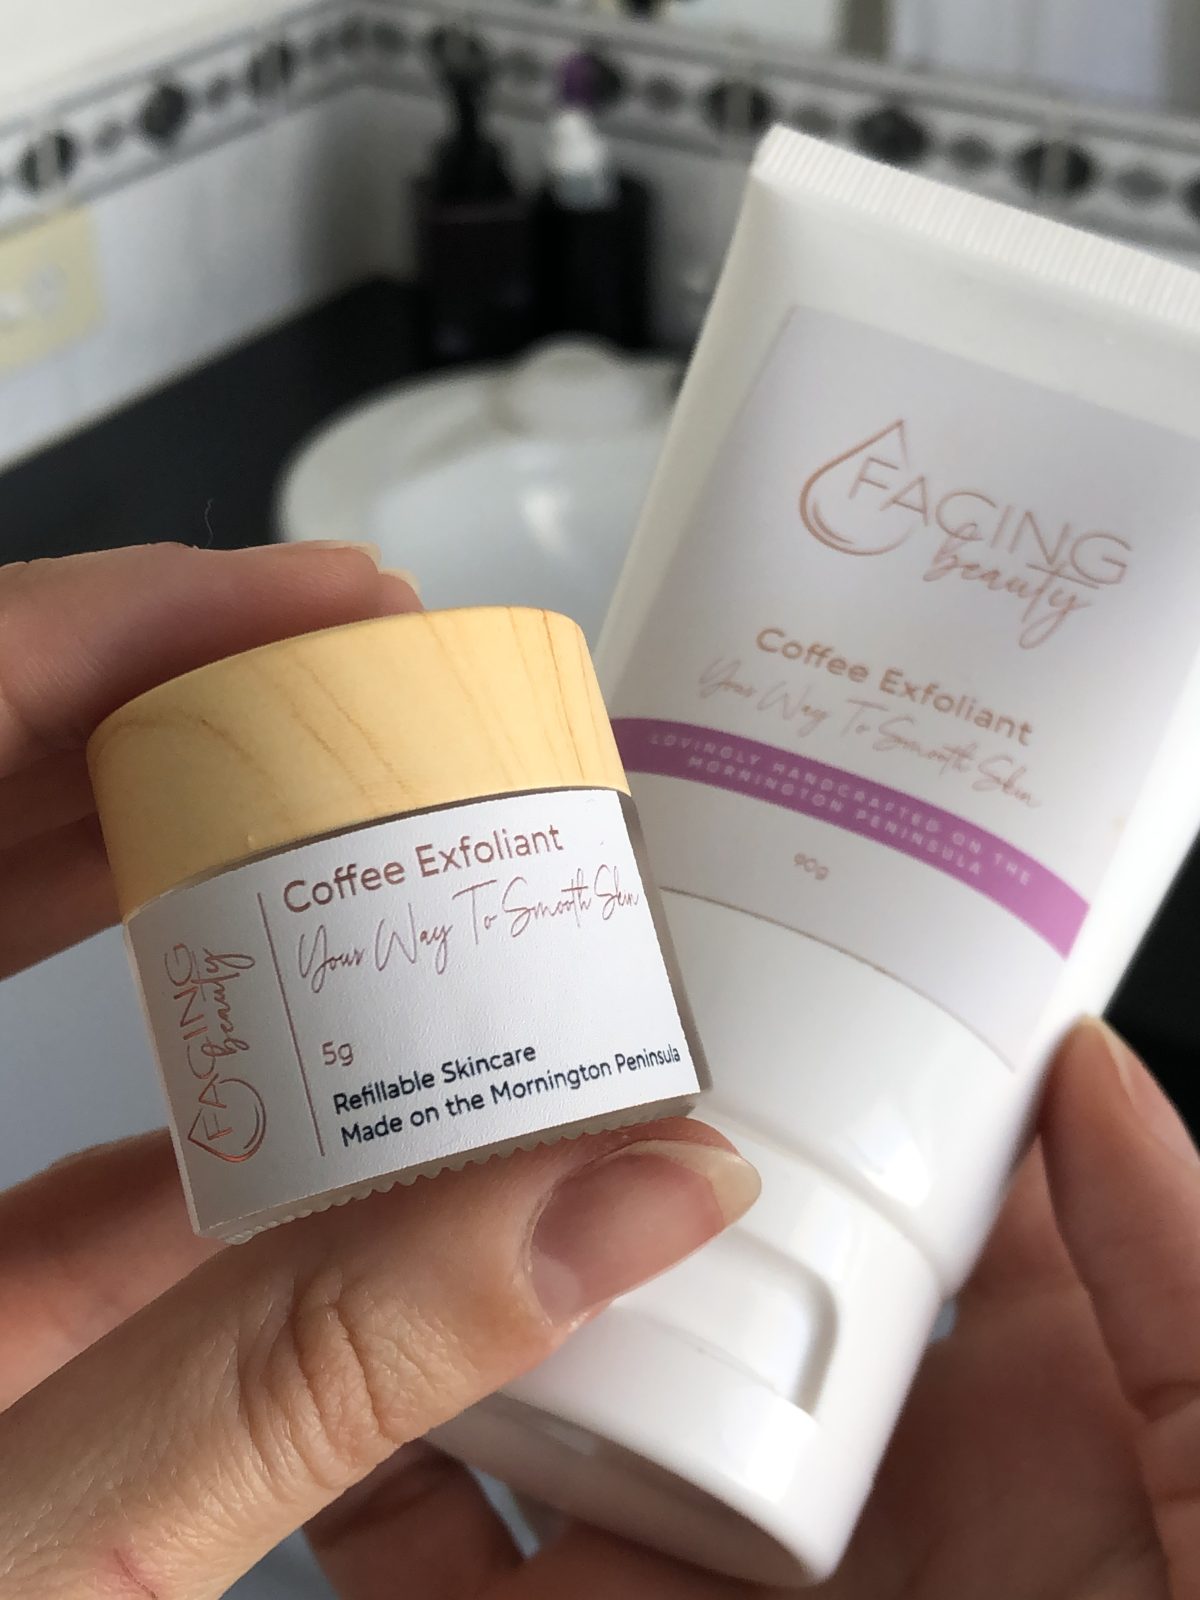 FACING
beauty
Coffee Exfoliant
Your Way To Smooth Skin
LOVINGLY HANDCRAFTED ON THE
MORNINGTON PENINSULA
90g
FACING
beauty
Coffee Exfoliant
Your Way To Smooth Skin
5g
Refillable Skincare
Made on the Mornington Peninsula